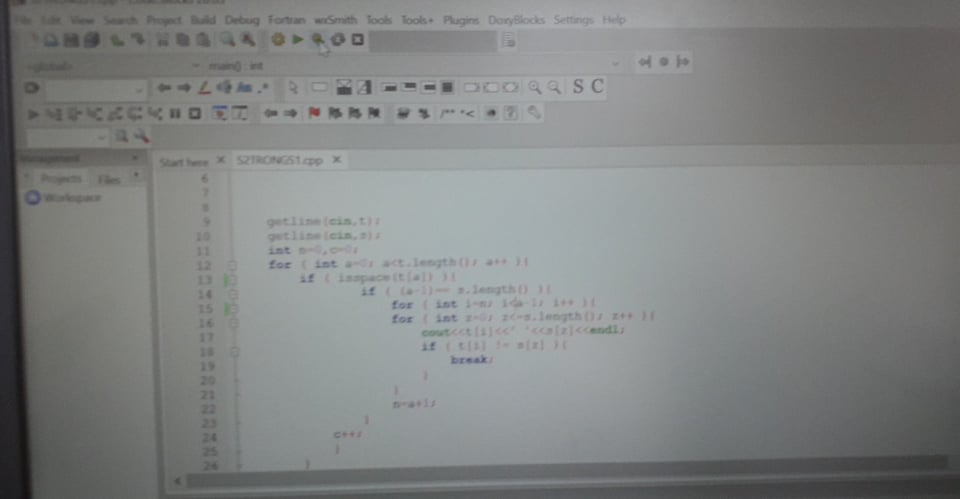 File Edit View Search Project Build Debug Fortran wxSmith Tools Tools+ Plugins DoxyBlocks Settings Help
<global>
main() : int
S C
/** *<
Management
Projects Files
Workspace
Start here S2TRONGS1.cpp
6
7
8
9 getline(cin,t);
10 getline(cin,s);
11 int n=0,c=0;
12 for ( int a=0; a<t.length(); a++ ){
13 if ( isspace(t[a]) ){
14 if ( (a-1)== s.length() ){
15 for ( int i=n; i<a-1; i++ ){
16 for ( int z=0; z<=s.length(); z++ ){
17 cout<<t[i]<<' '<<s[z]<<endl;
18 if ( t[i] != s[z] ){
19 break;
20 }
21 }
22 n=a+1;
23 }
24 c++;
25 }
26 }